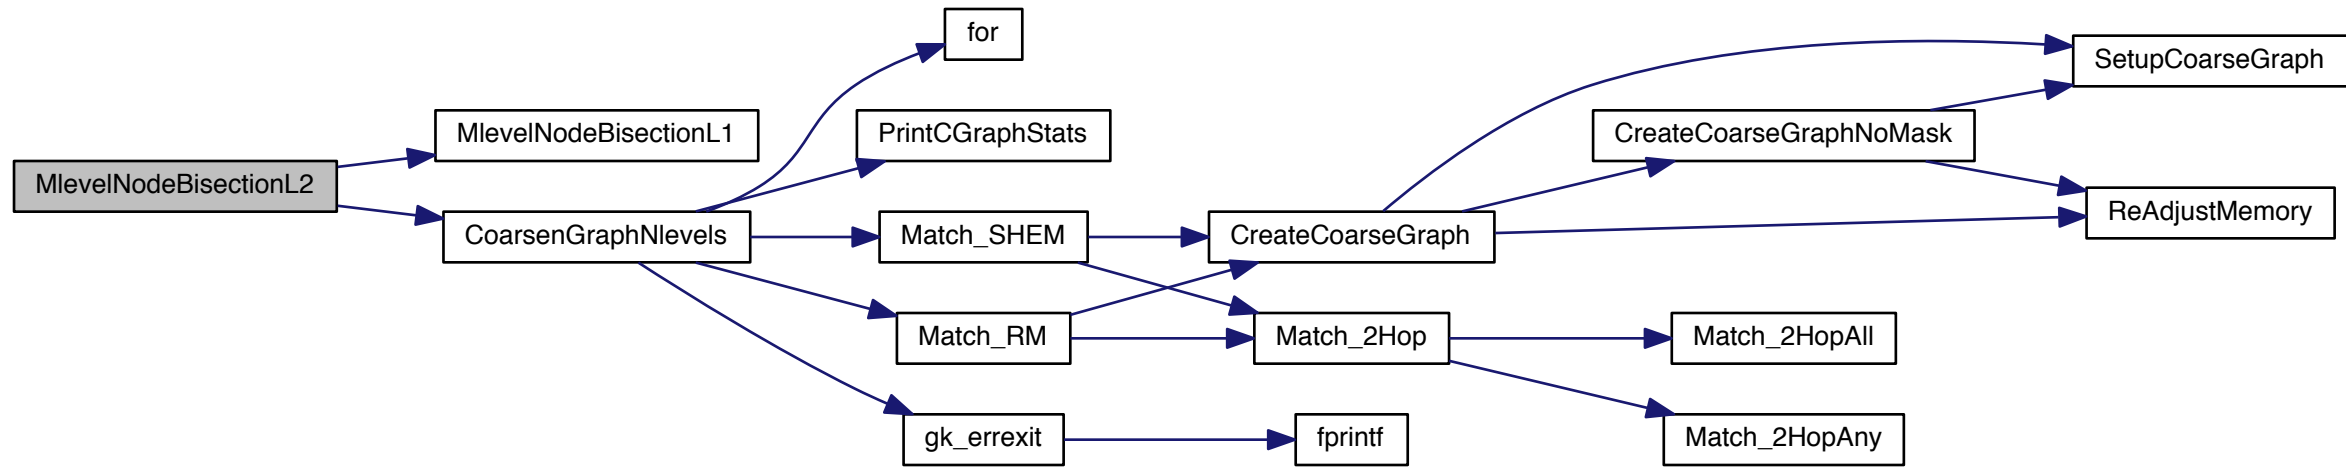 MlevelNodeBisectionL2
MlevelNodeBisectionL1
CoarsenGraphNlevels
for
PrintCGraphStats
Match_SHEM
Match_RM
gk_errexit
CreateCoarseGraph
Match_2Hop
fprintf
CreateCoarseGraphNoMask
Match_2HopAll
Match_2HopAny
SetupCoarseGraph
ReAdjustMemory